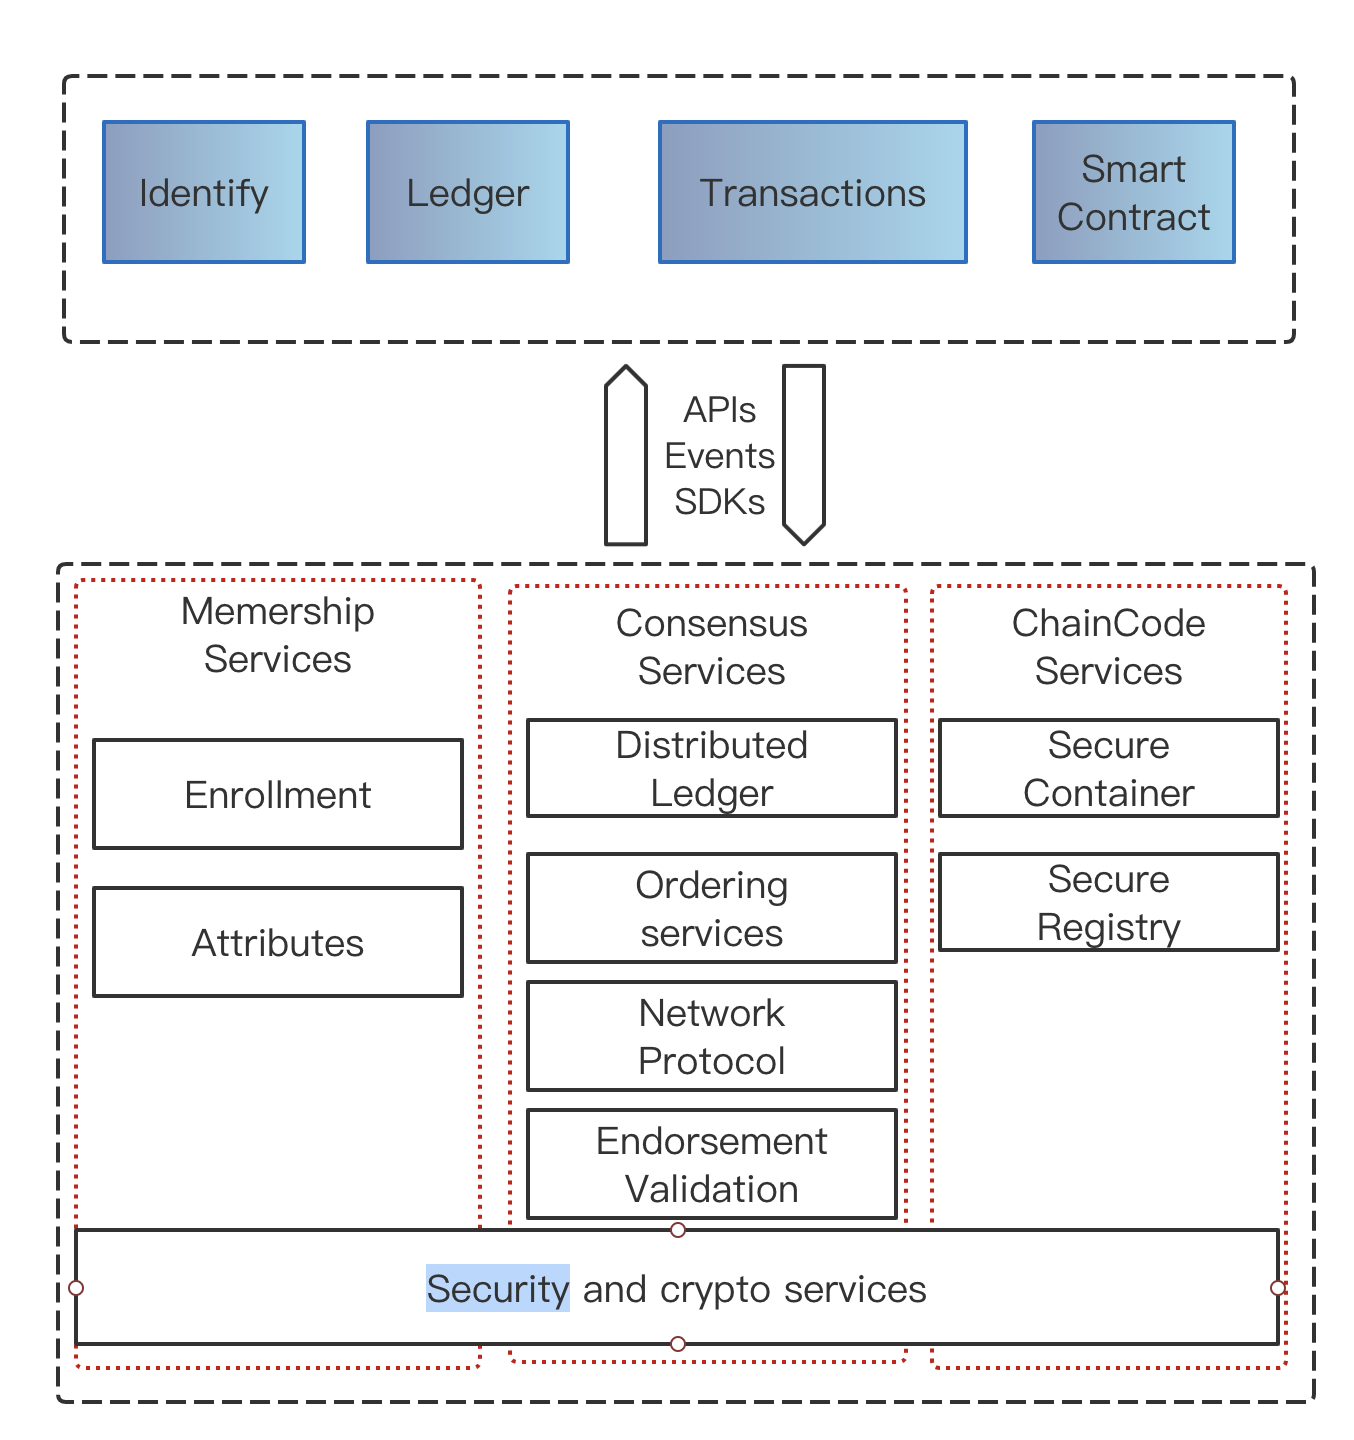 Identify
Ledger
Transactions
Smart
Contract
APIs
Events
SDKs
Memership
Services
Enrollment
Attributes
Consensus
Services
Distributed
Ledger
Ordering
services
Network
Protocol
Endorsement
Validation
ChainCode
Services
Secure
Container
Secure
Registry
Security and crypto services